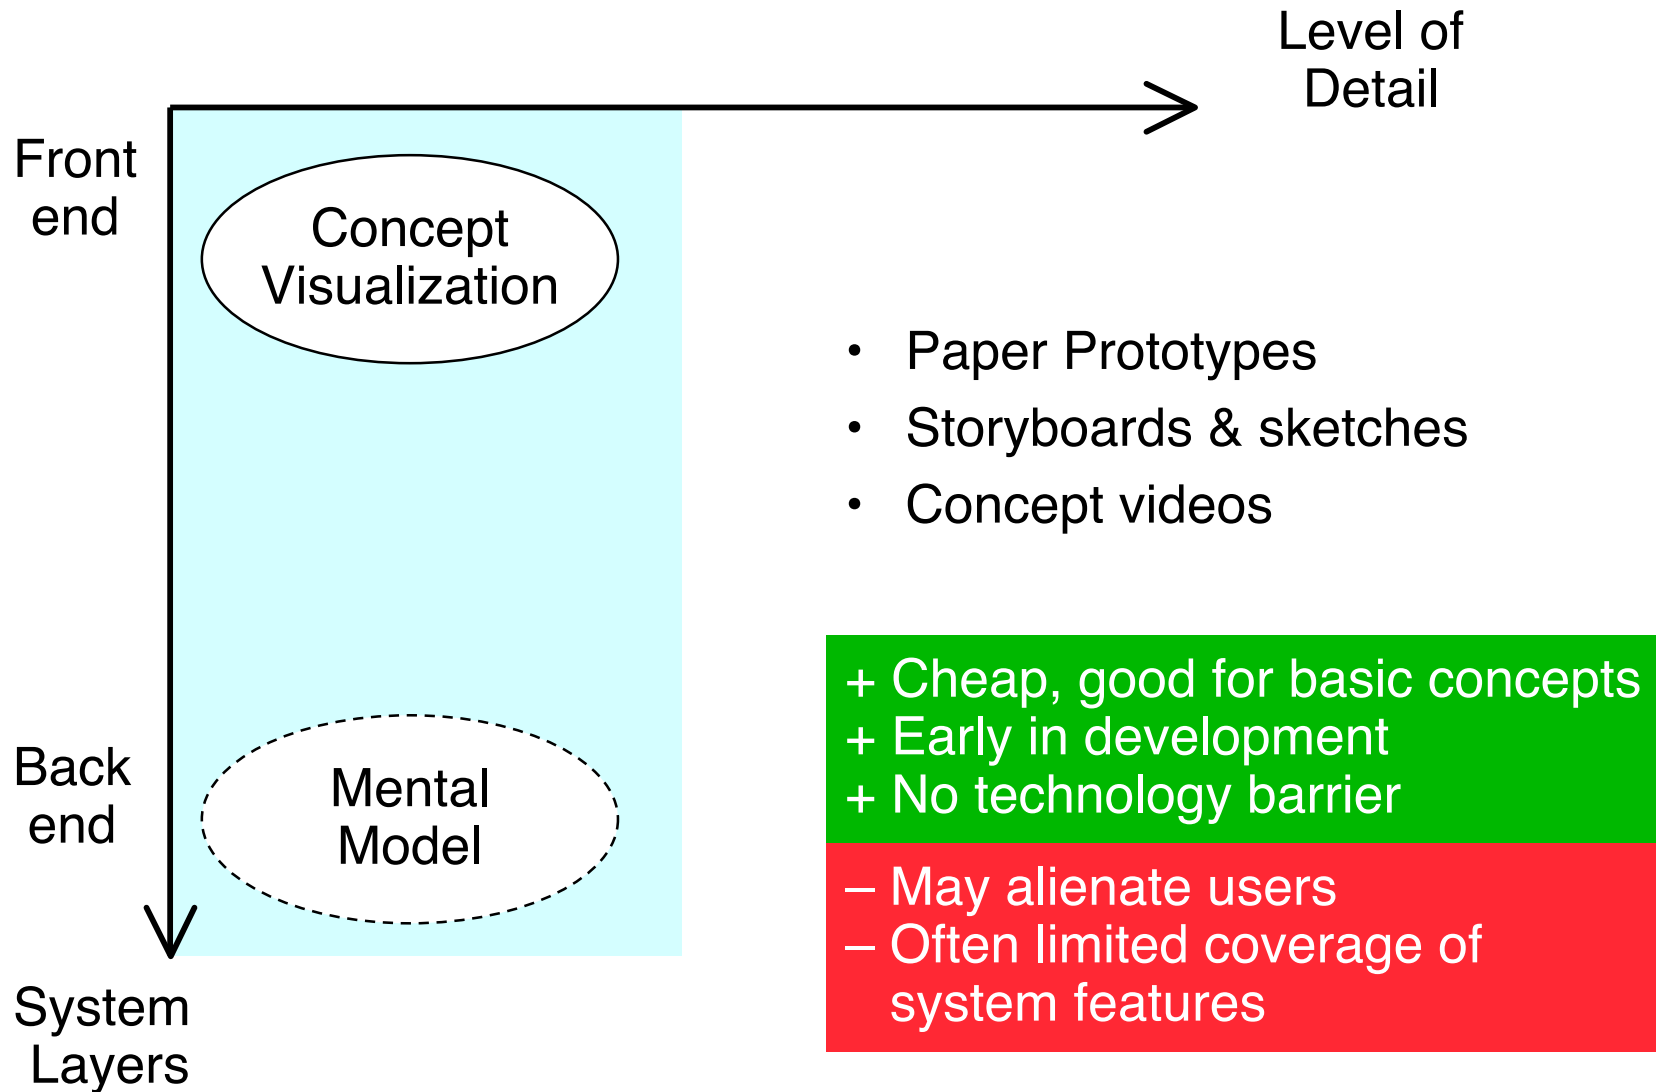 Level of
Detail
Front
end
Concept
Visualization
• Paper Prototypes
• Storyboards & sketches
• Concept videos
+ Cheap, good for basic concepts
+ Early in development
+ No technology barrier
Back
end
Mental
Model
– May alienate users
– Often limited coverage of
system features
System
Layers